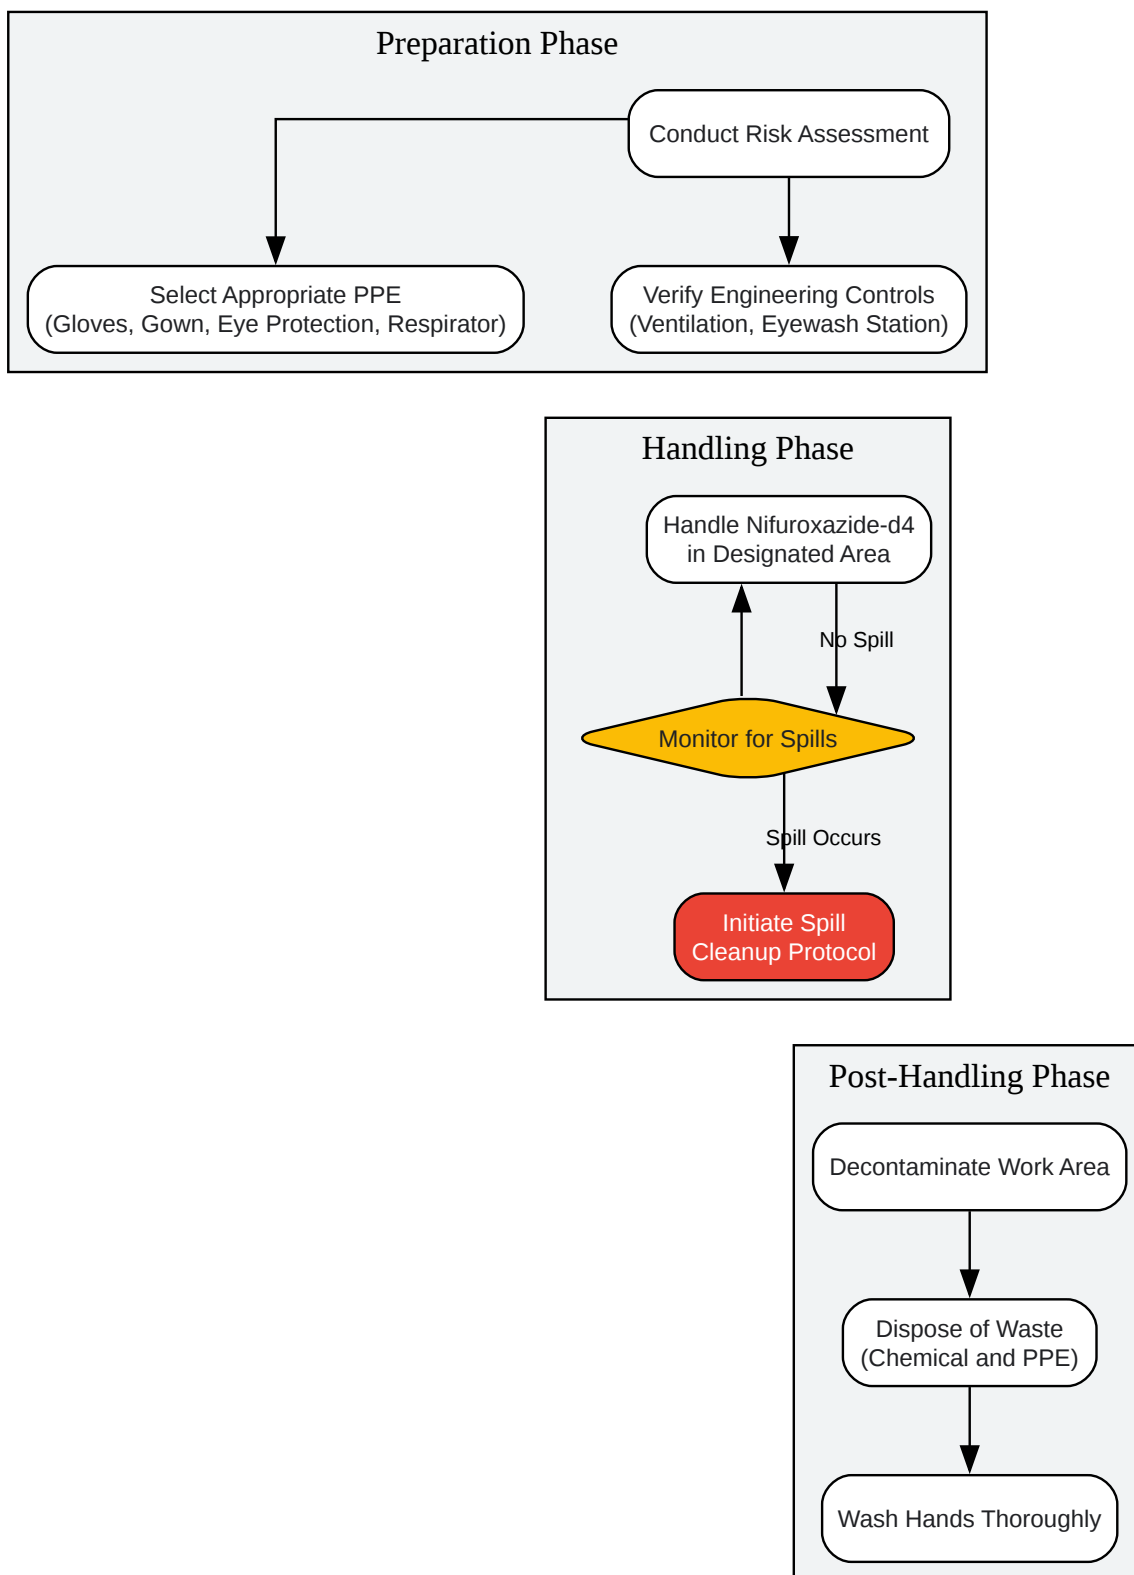 Preparation Phase
Conduct Risk Assessment
Select Appropriate PPE
(Gloves, Gown, Eye Protection, Respirator)
Verify Engineering Controls
(Ventilation, Eyewash Station)
Handling Phase
Handle Nifuroxazide-d4
in Designated Area
No Spill
Monitor for Spills
Spill Occurs
Initiate Spill
Cleanup Protocol
Post-Handling Phase
Decontaminate Work Area
Dispose of Waste
(Chemical and PPE)
Wash Hands Thoroughly